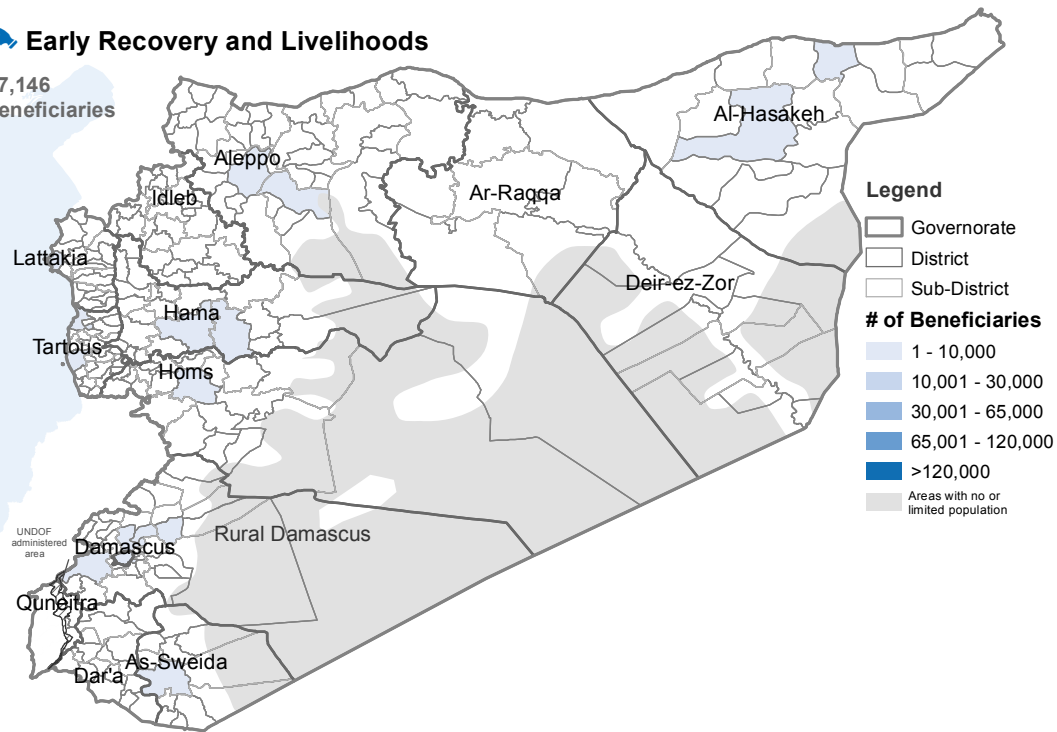 Early Recovery and Livelihoods
7,146
eneficiaries
Al-Hasakeh
Aleppo
Idleb
Ar-Raqqa
Lattakia
Deir-ez-Zor
Hama
Tartous
Homs
Rural Damascus
UNDOF
administered
area
Damascus
Quneitra
As-Sweida
Dar'a
Legend
Governorate
District
Sub-District
# of Beneficiaries
1 - 10,000
10,001 - 30,000
30,001 - 65,000
65,001 - 120,000
>120,000
Areas with no or
limited population